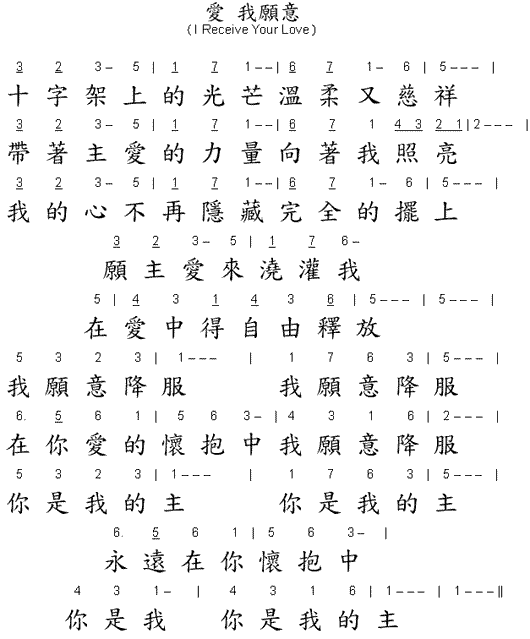 愛 我願意
(I Receive Your Love)
3 2 3– 5 | 1 7 1–– | 6 7 1– 6 | 5––– |
十字架上的光芒溫柔又慈祥
3 2 3– 5 | 1 7 1–– | 6 7 1 4 3 2 1 | 2––– |
帶著主愛的力量向著我照亮
3 2 3– 5 | 1 7 1–– | 6 7 1– 6 | 5––– |
我的心不再隱藏完全的擺上
3 2 3– 5 | 1 7 6–
願主愛來澆灌我
5 | 4 3 1 4 3 6 | 5––– | 5––– |
在愛中得自由釋放
5 3 2 3 | 1––– | 1 7 6 3 | 5––– |
我願意降服 我願意降服
6. 5 6 1 | 5 6 3– | 4 3 1 6 | 2––– |
在你愛的懷抱中我願意降服
5 3 2 3 | 1––– | 1 7 6 3 | 5––– |
你是我的主 你是我的主
6. 5 6 1 | 5 6 3– |
永遠在你懷抱中
4 3 1– | 4 3 1 6 | 1––– | 1––– ||
你是我 你是我的主